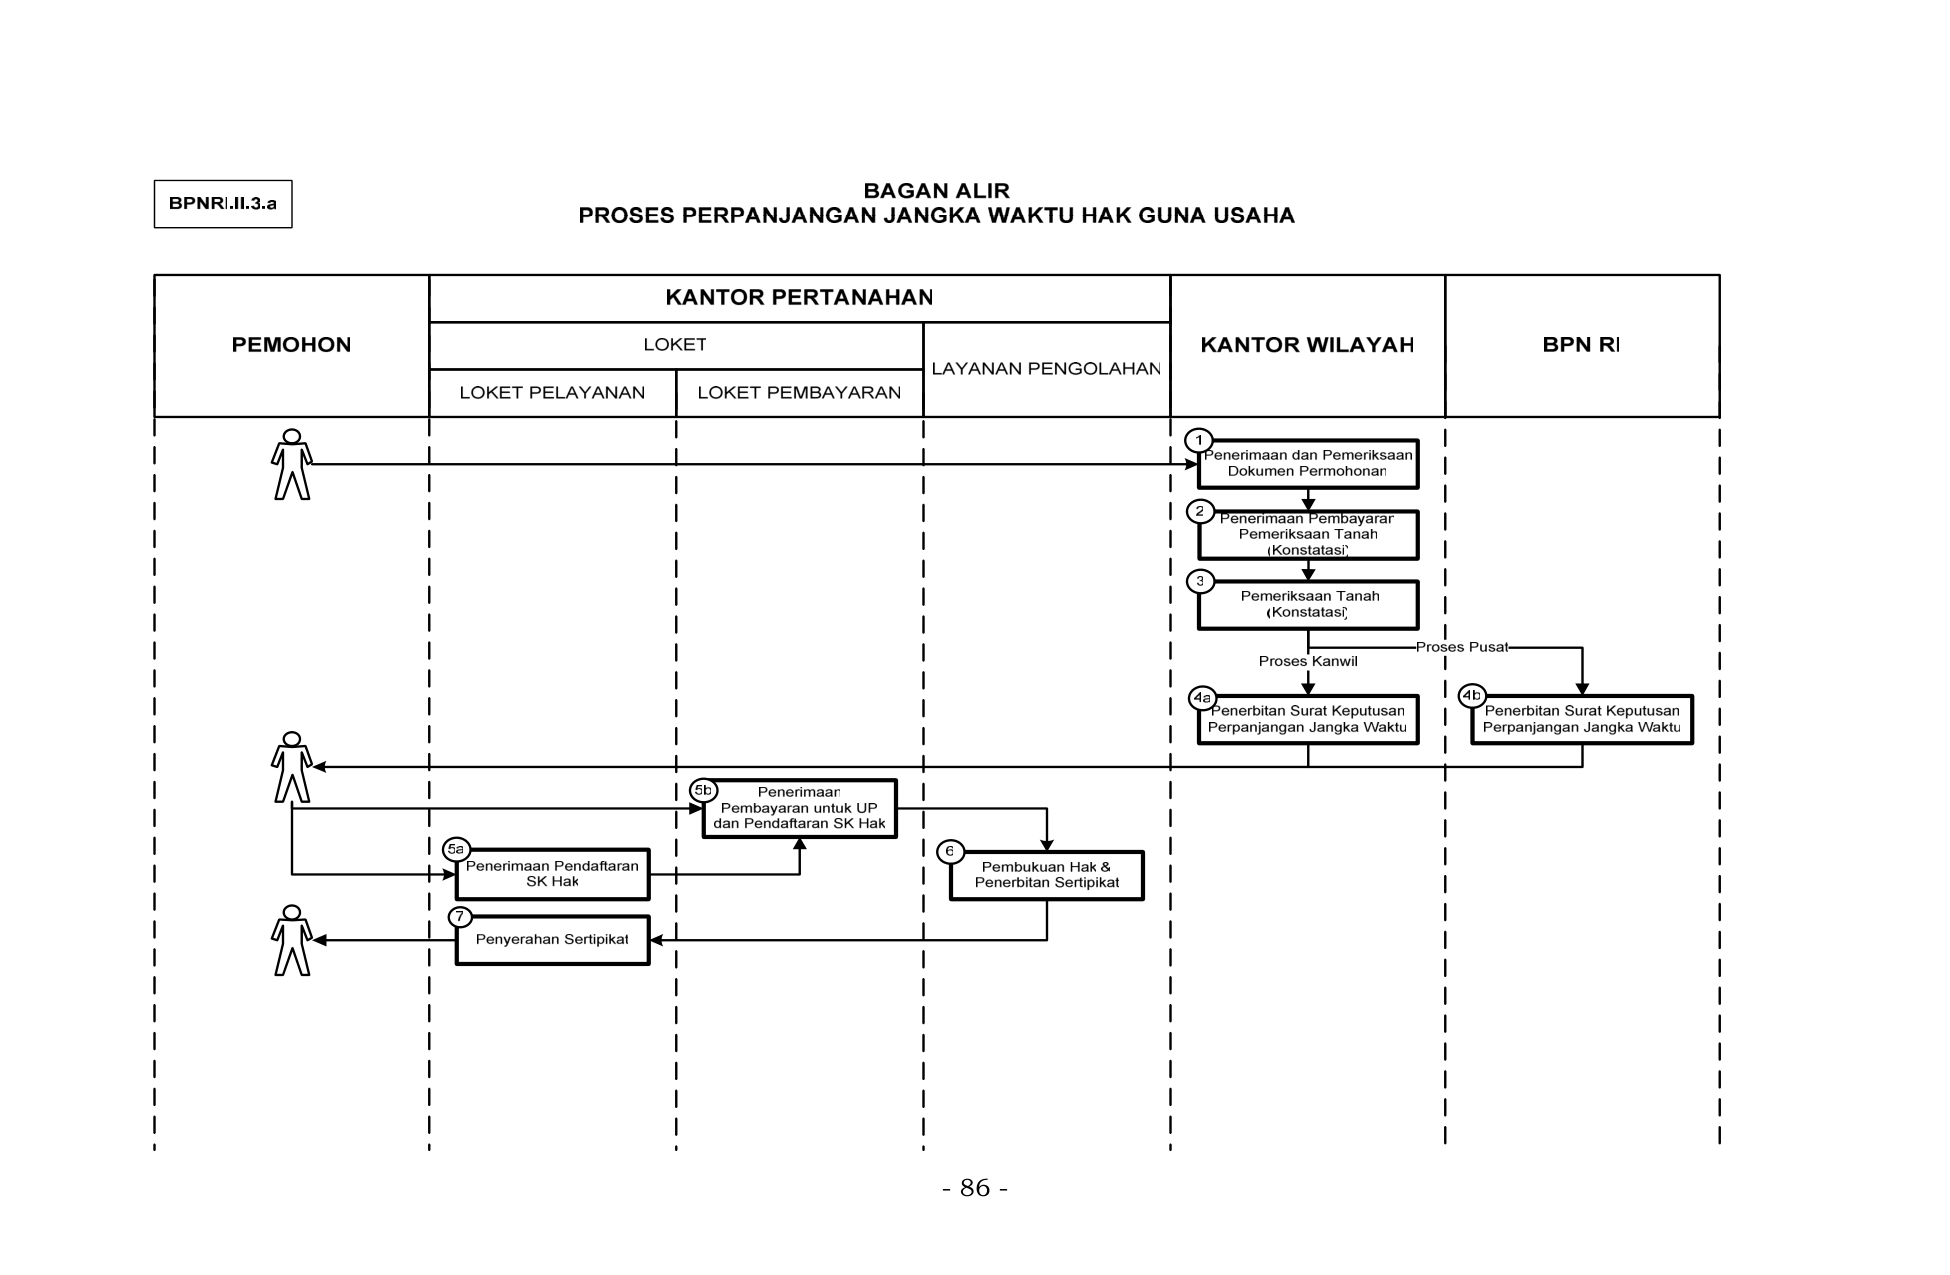 BPNRI.II.3.a
BAGAN ALIR
PROSES PERPANJANGAN JANGKA WAKTU HAK GUNA USAHA
PEMOHON
KANTOR PERTANAHAN
LOKET
LOKET PELAYANAN
LOKET PEMBAYARAN
LAYANAN PENGOLAHAN
KANTOR WILAYAH
BPN RI
1
Penerimaan dan Pemeriksaan
Dokumen Permohonan
2
Penerimaan Pembayaran
Pemeriksaan Tanah
(Konstatasi)
3
Pemeriksaan Tanah
(Konstatasi)
Proses Pusat
Proses Kanwil
4a
Penerbitan Surat Keputusan
Perpanjangan Jangka Waktu
4b
Penerbitan Surat Keputusan
Perpanjangan Jangka Waktu
5b
Penerimaan
Pembayaran untuk UP
dan Pendaftaran SK Hak
5a
Penerimaan Pendaftaran
SK Hak
6
Pembukuan Hak &
Penerbitan Sertipikat
7
Penyerahan Sertipikat
- 86 -